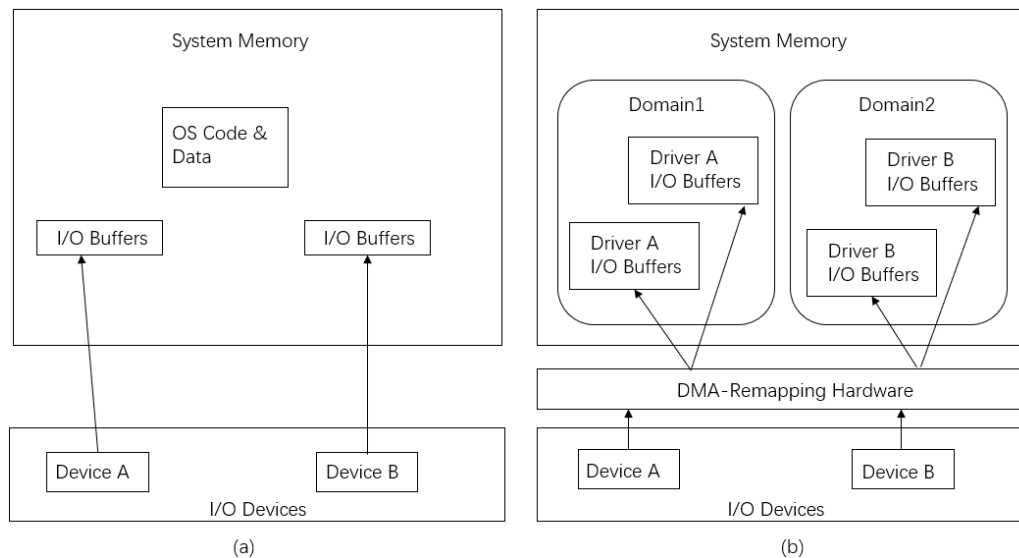 System Memory
OS Code &
Data
I/O Buffers
I/O Buffers
Device A
Device B
I/O Devices
(a)
System Memory
Domain1
Domain2
Driver A
I/O Buffers
Driver B
I/O Buffers
Driver A
I/O Buffers
Driver B
I/O Buffers
DMA-Remapping Hardware
Device A
Device B
I/O Devices
(b)